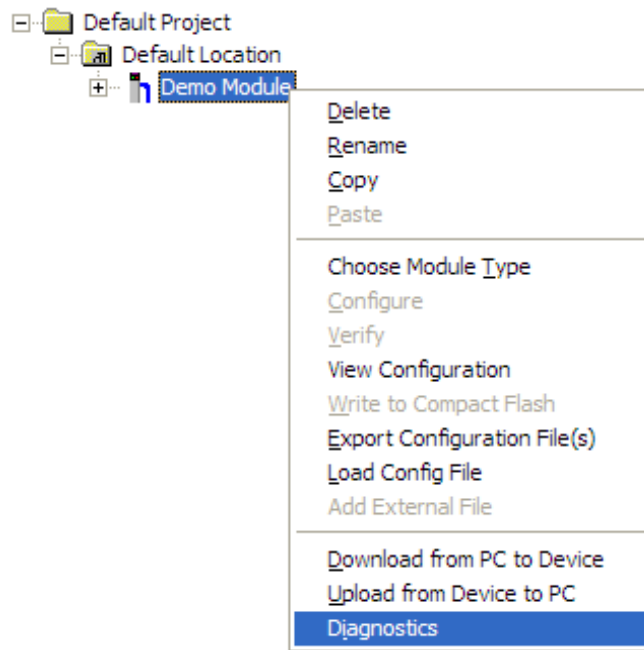 Default Project
Default Location
Demo Module
Delete
Rename
Copy
Paste
Choose Module Type
Configure
Verify
View Configuration
Write to Compact Flash
Export Configuration File(s)
Load Config File
Add External File
Download from PC to Device
Upload from Device to PC
Diagnostics